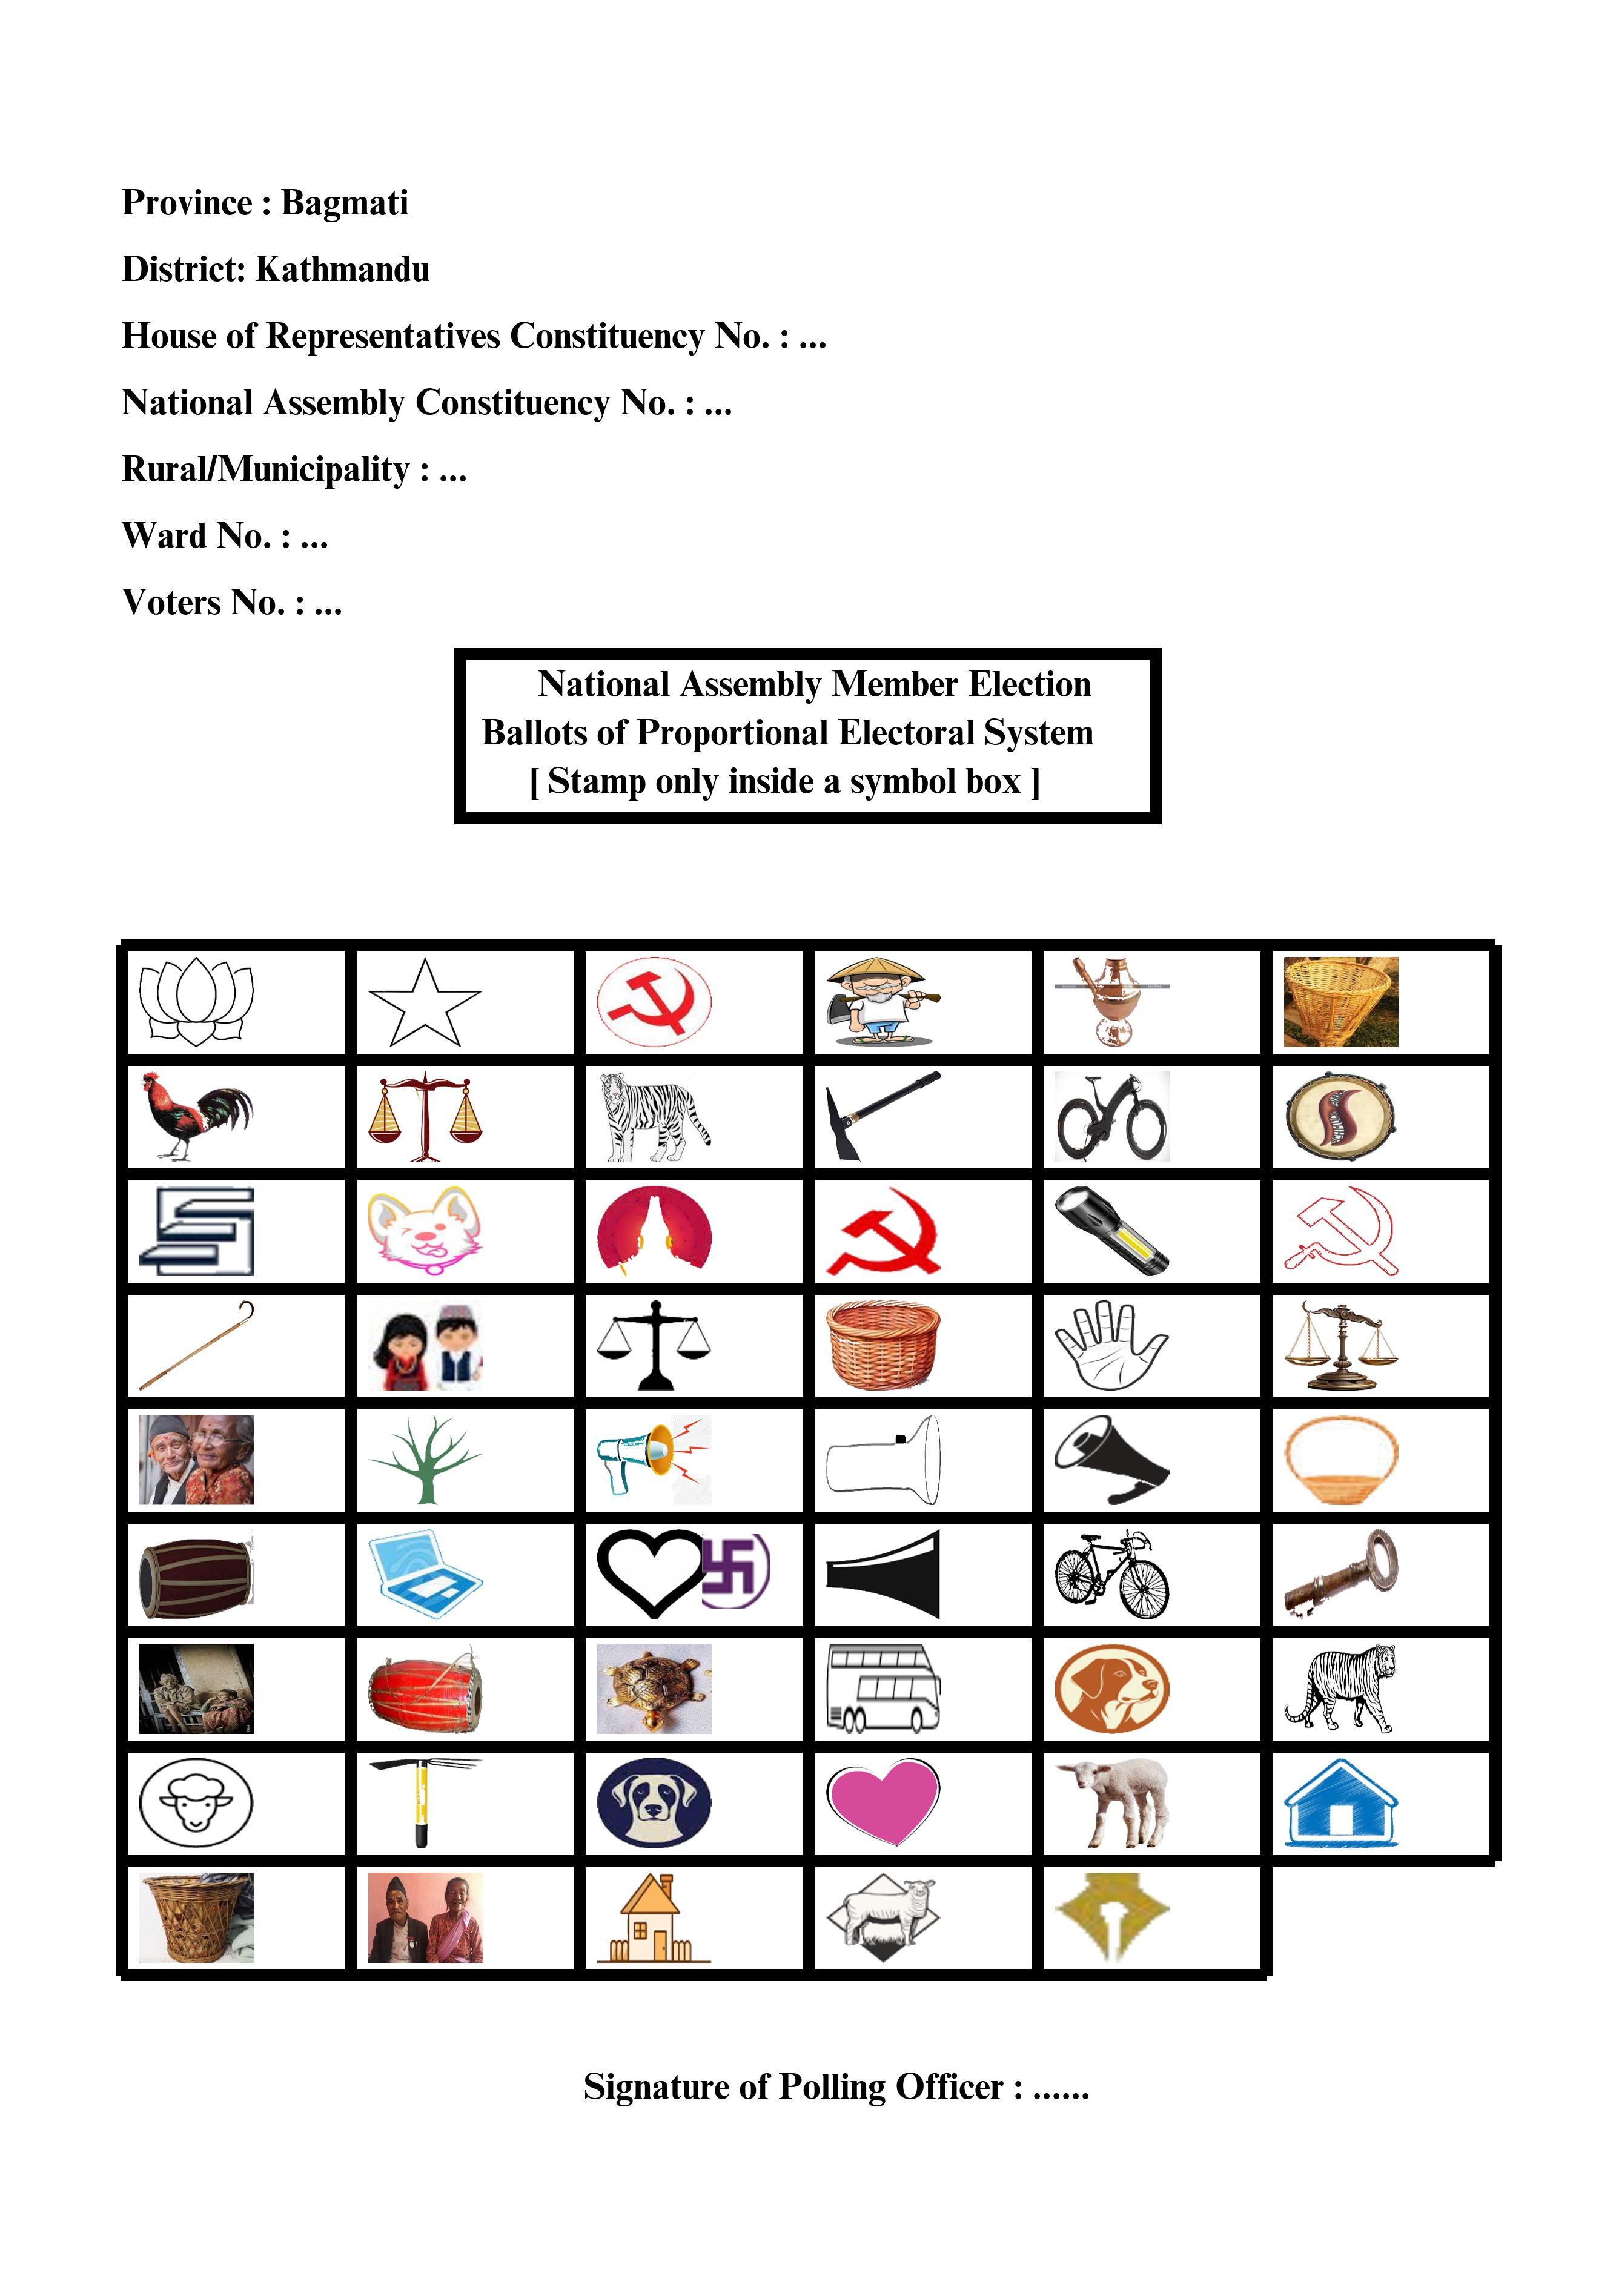 Province : Bagmati
District: Kathmandu
House of Representatives Constituency No. : ...
National Assembly Constituency No. : ...
Rural/Municipality : ...
Ward No. : ...
Voters No. : ...
National Assembly Member Election
Ballots of Proportional Electoral System
[ Stamp only inside a symbol box ]
Signature of Polling Officer : ......